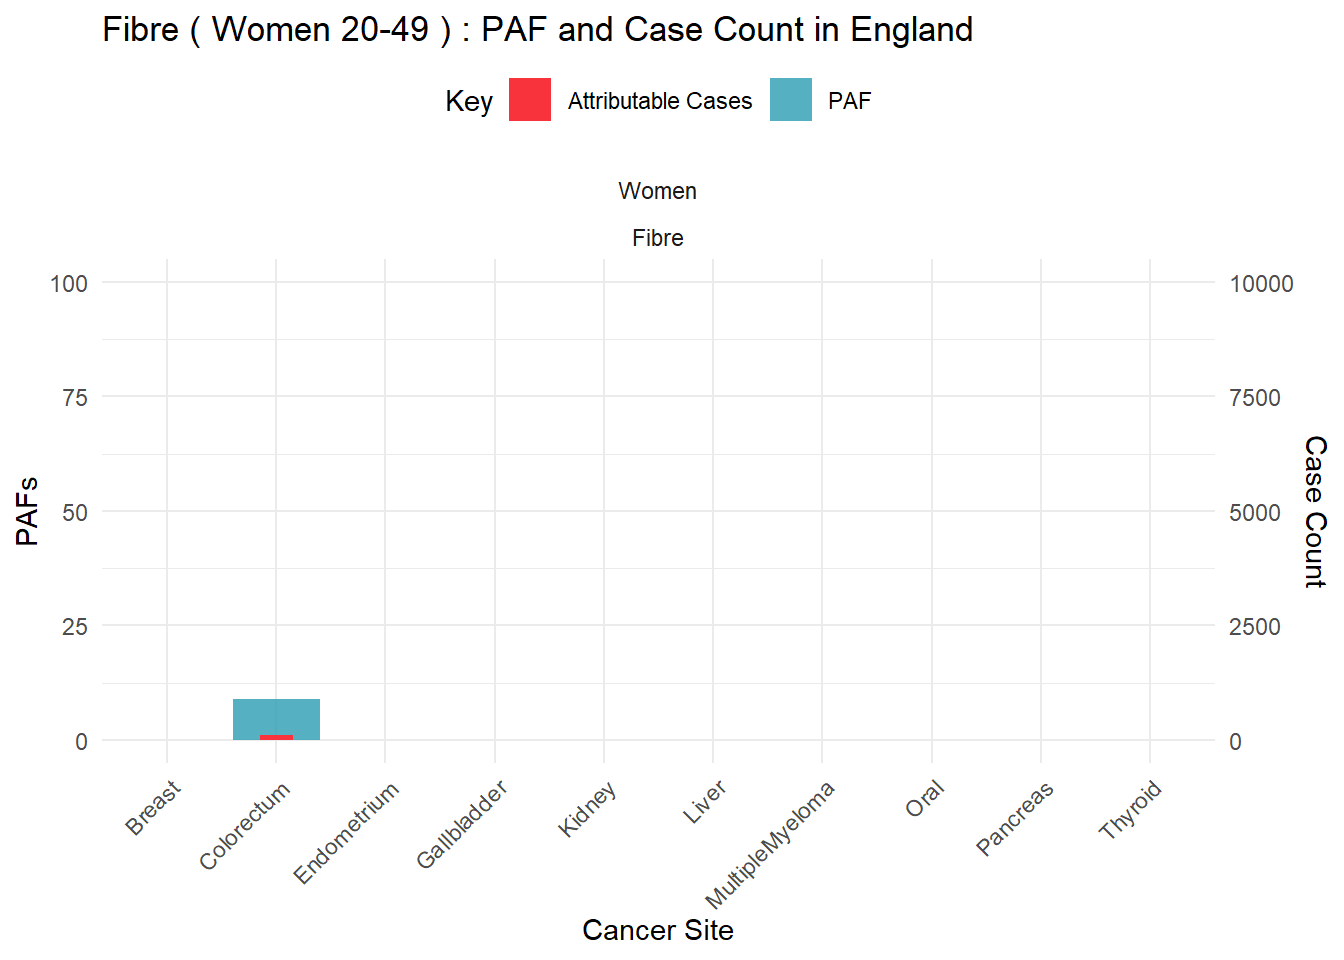 Fibre ( Women 20-49 ) : PAF and Case Count in England
Key Attributable Cases PAF
Women
Fibre
100 10000
75 7500
50 5000
25 2500
0 0
PAFs
Case Count
Breast Colorectum Endometrium Gallbladder Kidney Liver MultipleMyeloma Oral Pancreas Thyroid
Cancer Site